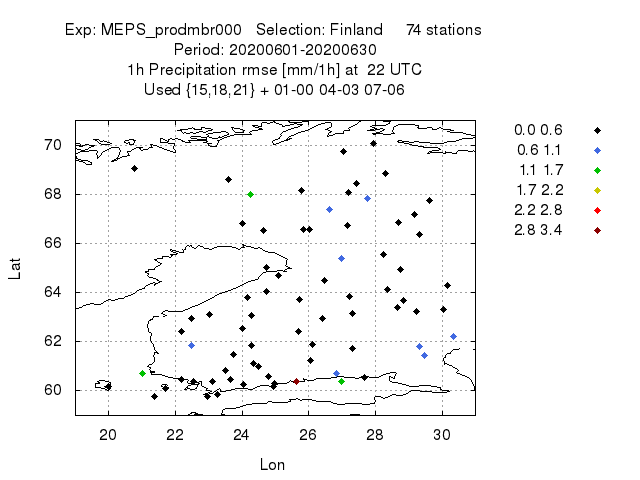 Exp: MEPS_prodmbr000 Selection: Finland 74 stations
Period: 20200601-20200630
1h Precipitation rmse [mm/1h] at 22 UTC
Used {15,18,21} + 01-00 04-03 07-06
0.0 0.6
0.6 1.1
1.1 1.7
1.7 2.2
2.2 2.8
2.8 3.4
70
68
66
64
62
60
Lat
20 22 24 26 28 30
Lon